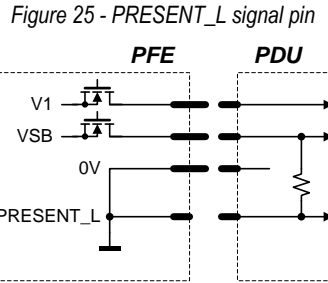 Figure 25 - PRESENT_L signal pin
PFE PDU
V1
VSB
0V
PRESENT_L